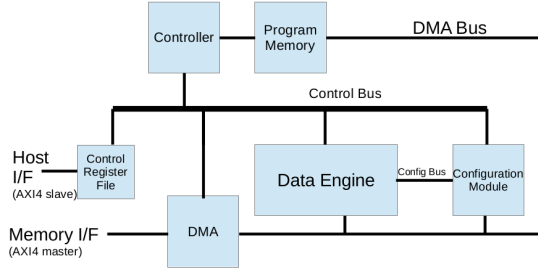 Controller
Program
Memory
DMA Bus
Control Bus
Host
I/F
(AXI4 slave)
Control
Register
File
Data Engine
Config Bus
Configuration
Module
Memory I/F
(AXI4 master)
DMA